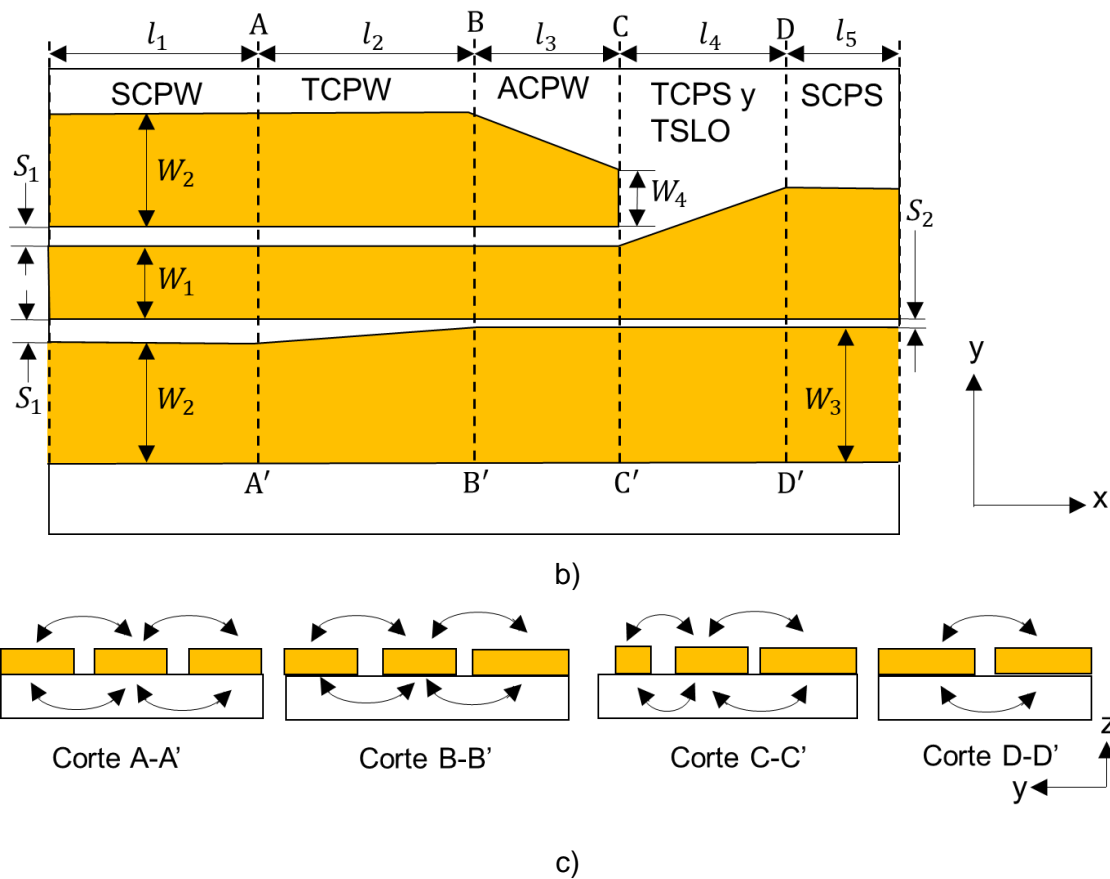 A B C D
l₁ l₂ l₃ l₄ l₅
SCPW TCPW ACPW TCPS y TSLO SCPS
S₁ W₂ W₄ S₂
W₁
S₁ W₂ W₃
A′ B′ C′ D′
y
x
b)
Corte A-A’ Corte B-B’ Corte C-C’ Corte D-D’
z
y
c)